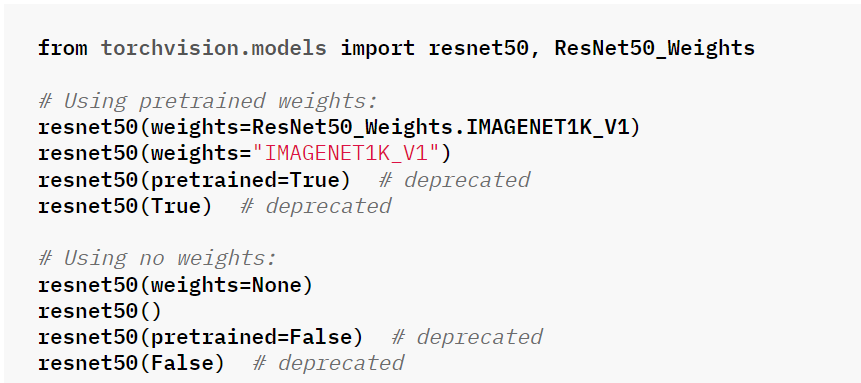 from torchvision.models import resnet50, ResNet50_Weights
# Using pretrained weights:
resnet50(weights=ResNet50_Weights.IMAGENET1K_V1)
resnet50(weights="IMAGENET1K_V1")
resnet50(pretrained=True)  # deprecated
resnet50(True)  # deprecated
# Using no weights:
resnet50(weights=None)
resnet50()
resnet50(pretrained=False)  # deprecated
resnet50(False)  # deprecated